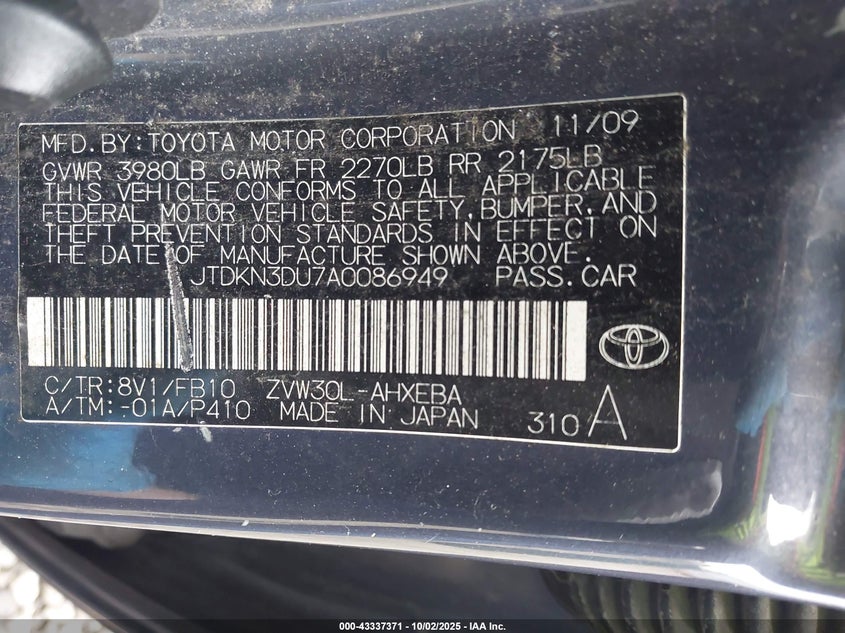 MFD.BY:TOYOTA MOTOR CORPORATION 11/09
GVWR 3980LB GAWR FR 2270LB RR 2175LB
THIS VEHICLE CONFORMS TO ALL APPLICABLE
FEDERAL MOTOR VEHICLE SAFETY,BUMPER,AND
THEFT PREVENTION STANDARDS IN EFFECT ON
THE DATE OF MANUFACTURE SHOWN ABOVE.
JTDKN3DU7A0086949 PASS.CAR
C/TR:8V1/FB10 ZVW30L-AHXEBA
A/TM:-01A/P410 MADE IN JAPAN 310 A
000-43337371 - 10/02/2025 - IAA Inc.